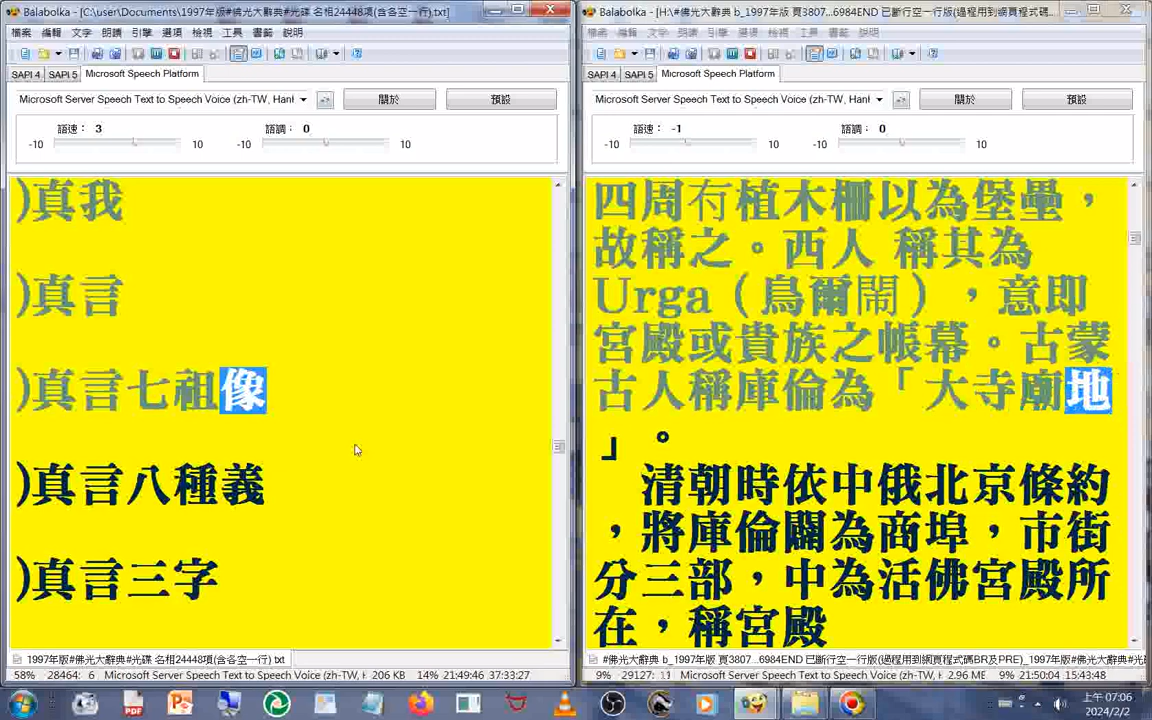 Balabolka - [C:\user\Documents\1997年版#佛光大辭典#光碟 名相24448項(含各空一行).txt]
檔案 編輯 文字 朗讀 引擎 選項 檢視 工具 書籤 說明
SAPI 4 SAPI 5 Microsoft Speech Platform
Microsoft Server Speech Text to Speech Voice (zh-TW, Hanl
關於 預設
語速： 3 語調： 0
-10 10 -10 10
)真我
)真言
)真言七祖像
)真言八種義
)真言三字
1997年版#佛光大辭典#光碟 名相24448項(含各空一行).txt
58% 28464: 6 Microsoft Server Speech Text to Speech Voice (zh-TW, H 206 KB 14% 21:49:46 37:33:27
Balabolka - [H:\#佛光大辭典 b_1997年版 頁3807...6984END 已斷行空一行版(過程用到網頁程式碼
檔案 編輯 文字 朗讀 引擎 選項 檢視 工具 書籤 說明
SAPI 4 SAPI 5 Microsoft Speech Platform
Microsoft Server Speech Text to Speech Voice (zh-TW, Hanl
關於 預設
語速： -1 語調： 0
-10 10 -10 10
四周冇植木柵以為堡壘，
故稱之。西人 稱其為
Urga（烏爾閙），意即
宮殿或貴族之帳幕。古蒙
古人稱庫倫為「大寺廟地
」。
清朝時依中俄北京條約
，將庫倫闢為商埠，市街
分三部，中為活佛宮殿所
在，稱宮殿
#佛光大辭典 b_1997年版 頁3807...6984END 已斷行空一行版(過程用到網頁程式碼BR及PRE)_1997年版#光
9% 29127: 11 Microsoft Server Speech Text to Speech Voice (zh-TW, H 2.96 ME 9% 21:50:04 15:43:48
PDF
上午 07:06
2024/2/2